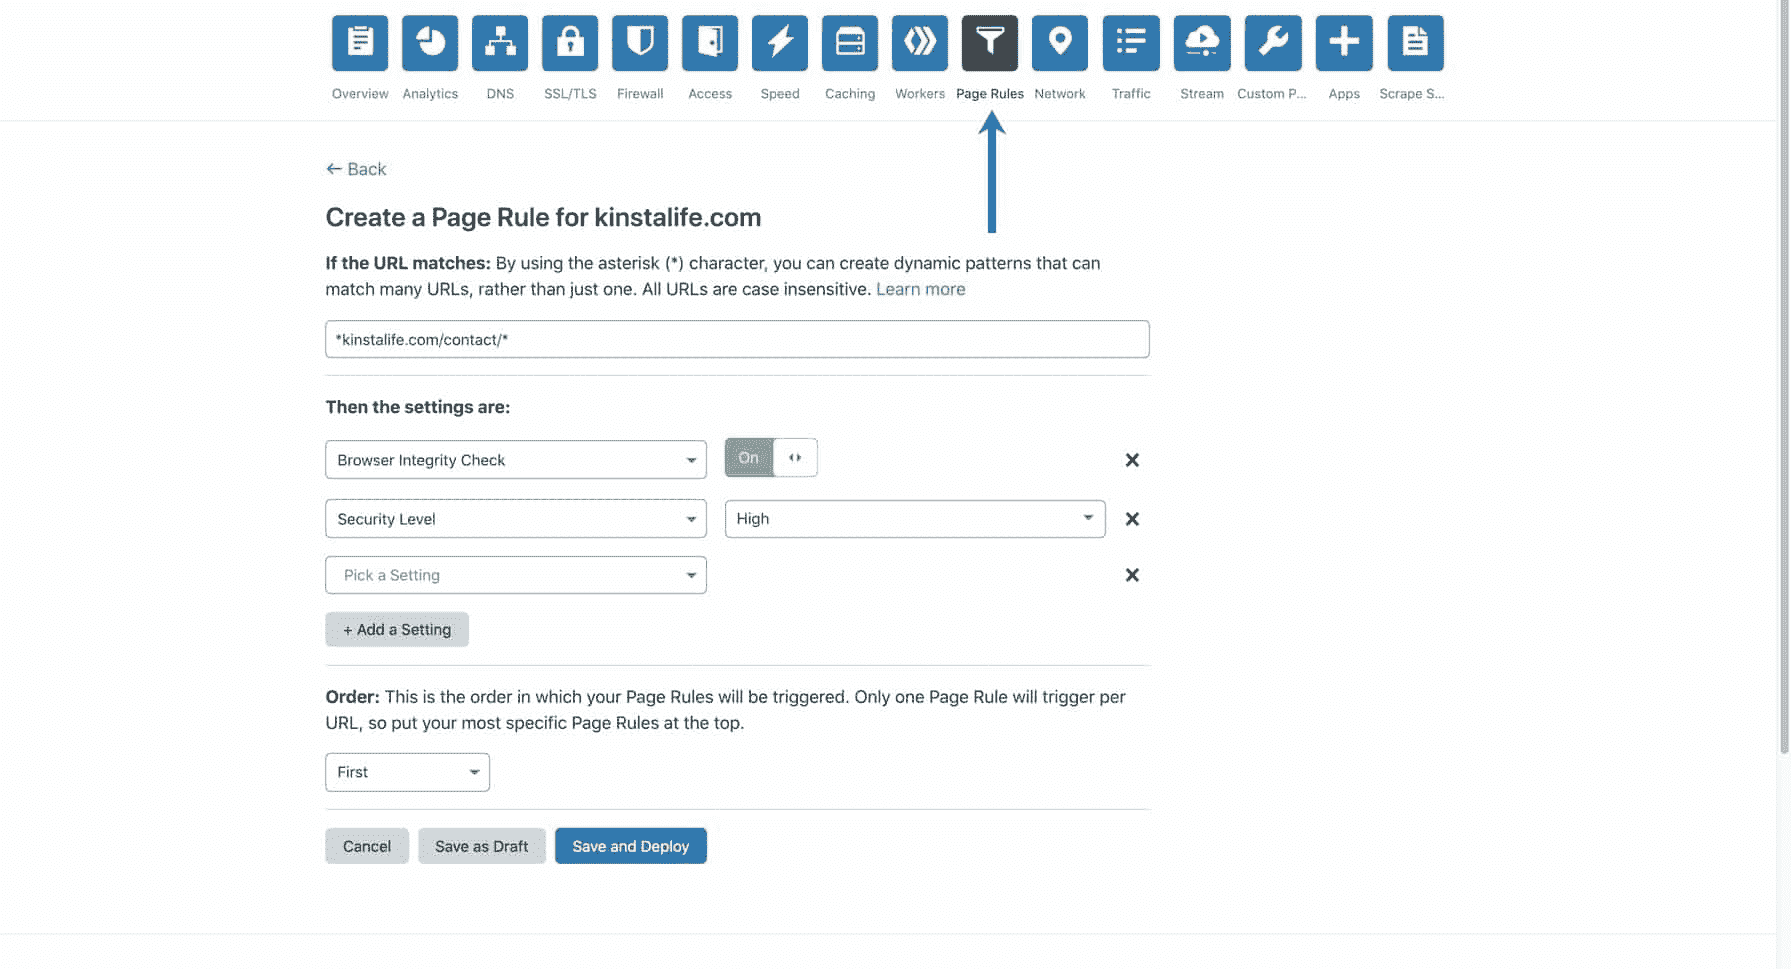 Overview Analytics DNS SSL/TLS Firewall Access Speed Caching Workers Page Rules Network Traffic Stream Custom P... Apps Scrape S...
← Back
Create a Page Rule for kinstalife.com
If the URL matches: By using the asterisk (*) character, you can create dynamic patterns that can
match many URLs, rather than just one. All URLs are case insensitive. Learn more
*kinstalife.com/contact/*
Then the settings are:
Browser Integrity Check On
Security Level High
Pick a Setting
+ Add a Setting
Order: This is the order in which your Page Rules will be triggered. Only one Page Rule will trigger per
URL, so put your most specific Page Rules at the top.
First
Cancel Save as Draft Save and Deploy